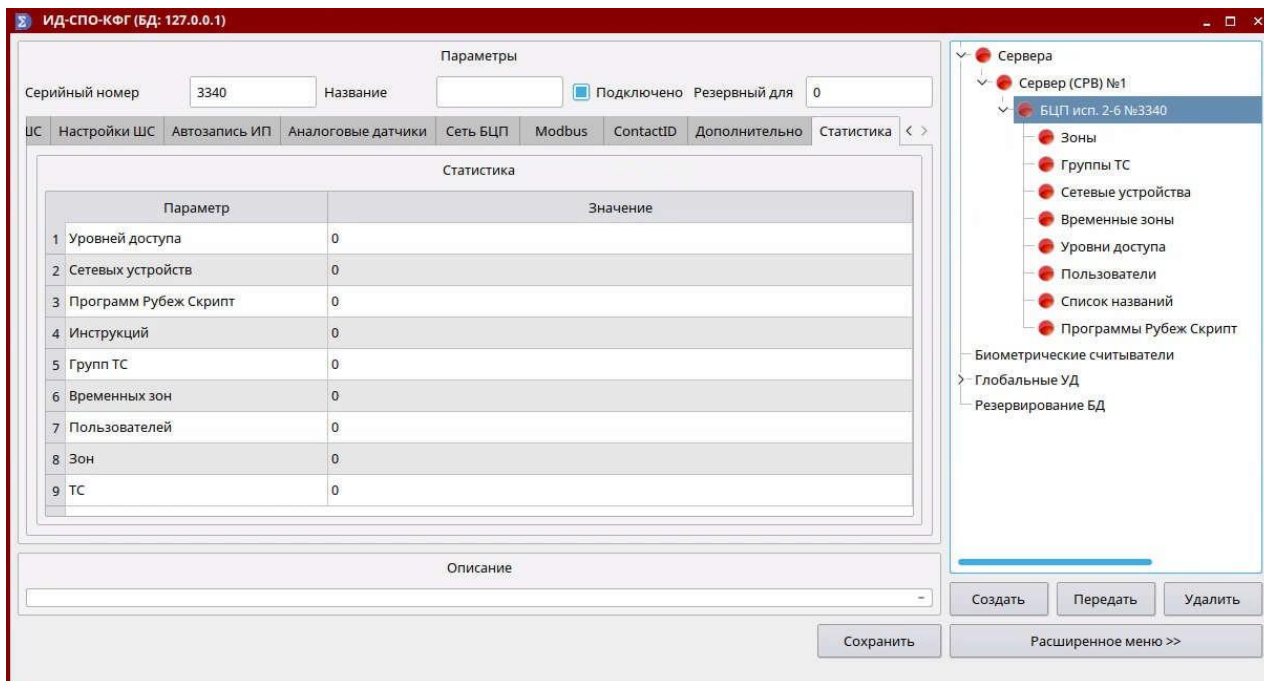 ИД-СПО-КФГ (БД: 127.0.0.1)
Параметры
Серийный номер 3340 Название Подключено Резервный для 0
ШС Настройки ШС Автозапись ИП Аналоговые датчики Сеть БЦП Modbus ContactID Дополнительно Статистика < >
Статистика
Параметр Значение
1 Уровней доступа 0
2 Сетевых устройств 0
3 Программ Рубеж Скрипт 0
4 Инструкций 0
5 Групп ТС 0
6 Временных зон 0
7 Пользователей 0
8 Зон 0
9 ТС 0
Описание
Сохранить
Сервера
Сервер (СРВ) №1
БЦП исп. 2-6 №3340
Зоны
Группы ТС
Сетевые устройства
Временные зоны
Уровни доступа
Пользователи
Список названий
Программы Рубеж Скрипт
Биометрические считыватели
Глобальные УД
Резервирование БД
Создать Передать Удалить
Расширенное меню >>